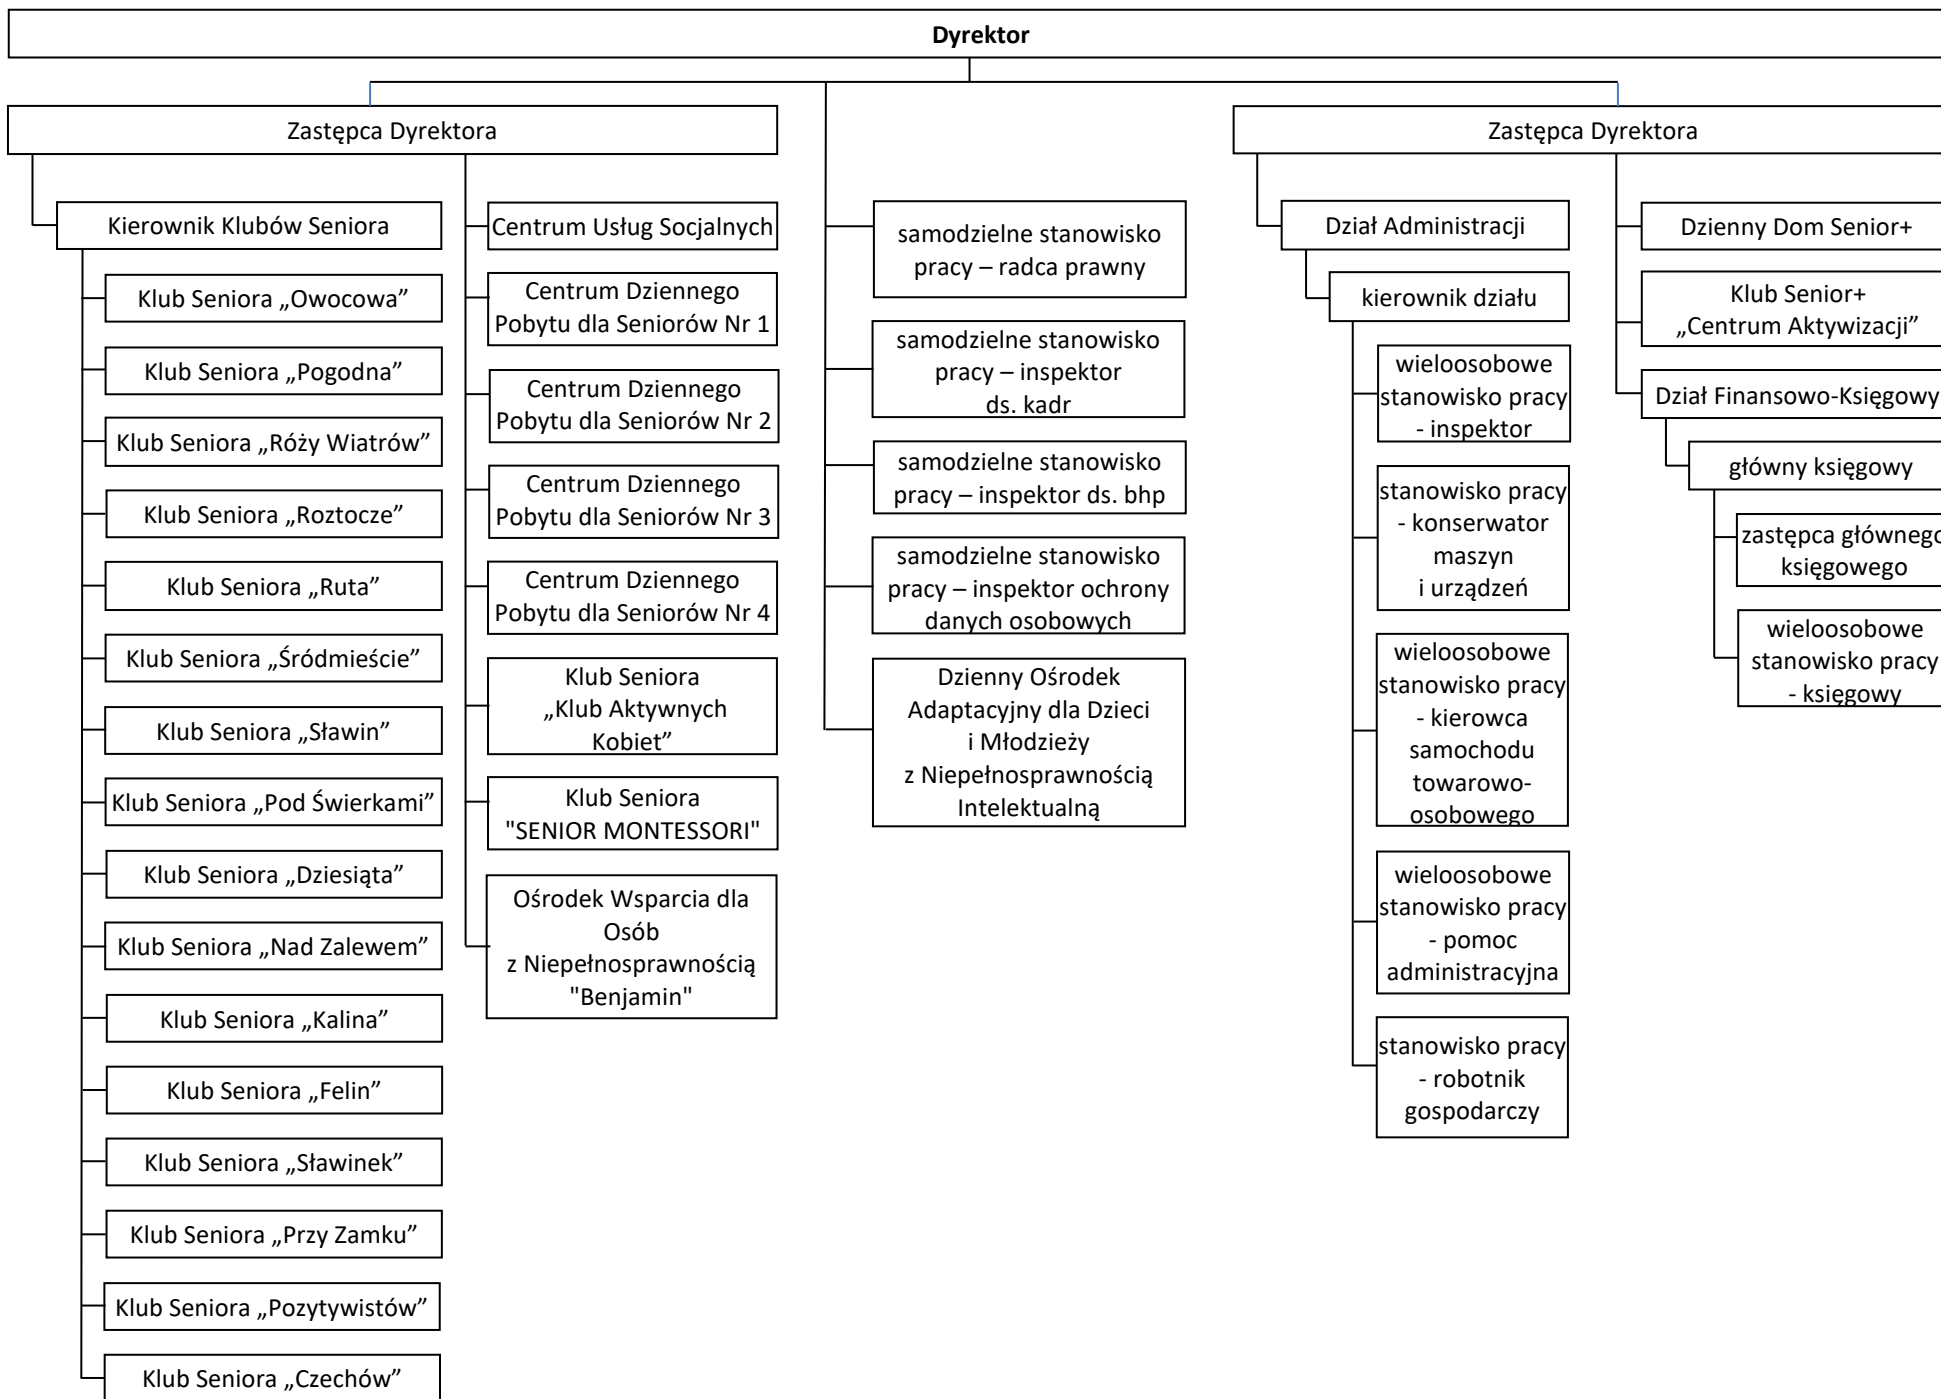 Dyrektor
Zastępca Dyrektora
Kierownik Klubów Seniora
Klub Seniora „Owocowa”
Klub Seniora „Pogodna”
Klub Seniora „Róży Wiatrów”
Klub Seniora „Roztocze”
Klub Seniora „Ruta”
Klub Seniora „Śródmieście”
Klub Seniora „Sławin”
Klub Seniora „Pod Świerkami”
Klub Seniora „Dziesiąta”
Klub Seniora „Nad Zalewem”
Klub Seniora „Kalina”
Klub Seniora „Felin”
Klub Seniora „Sławinek”
Klub Seniora „Przy Zamku”
Klub Seniora „Pozytywistów”
Klub Seniora „Czechów”
Centrum Usług Socjalnych
Centrum Dziennego
Pobytu dla Seniorów Nr 1
Centrum Dziennego
Pobytu dla Seniorów Nr 2
Centrum Dziennego
Pobytu dla Seniorów Nr 3
Centrum Dziennego
Pobytu dla Seniorów Nr 4
Klub Seniora
„Klub Aktywnych
Kobiet”
Klub Seniora
"SENIOR MONTESSORI"
Ośrodek Wsparcia dla
Osób
z Niepełnosprawnością
"Benjamin"
samodzielne stanowisko
pracy – radca prawny
samodzielne stanowisko
pracy – inspektor
ds. kadr
samodzielne stanowisko
pracy – inspektor ds. bhp
samodzielne stanowisko
pracy – inspektor ochrony
danych osobowych
Dzienny Ośrodek
Adaptacyjny dla Dzieci
i Młodzieży
z Niepełnosprawnością
Intelektualną
Zastępca Dyrektora
Dział Administracji
kierownik działu
wieloosobowe
stanowisko pracy
- inspektor
stanowisko pracy
- konserwator
maszyn
i urządzeń
wieloosobowe
stanowisko pracy
- kierowca
samochodu
towarowo-
osobowego
wieloosobowe
stanowisko pracy
- pomoc
administracyjna
stanowisko pracy
- robotnik
gospodarczy
Dzienny Dom Senior+
Klub Senior+
„Centrum Aktywizacji”
Dział Finansowo-Księgowy
główny księgowy
zastępca głównego
księgowego
wieloosobowe
stanowisko pracy
- księgowy